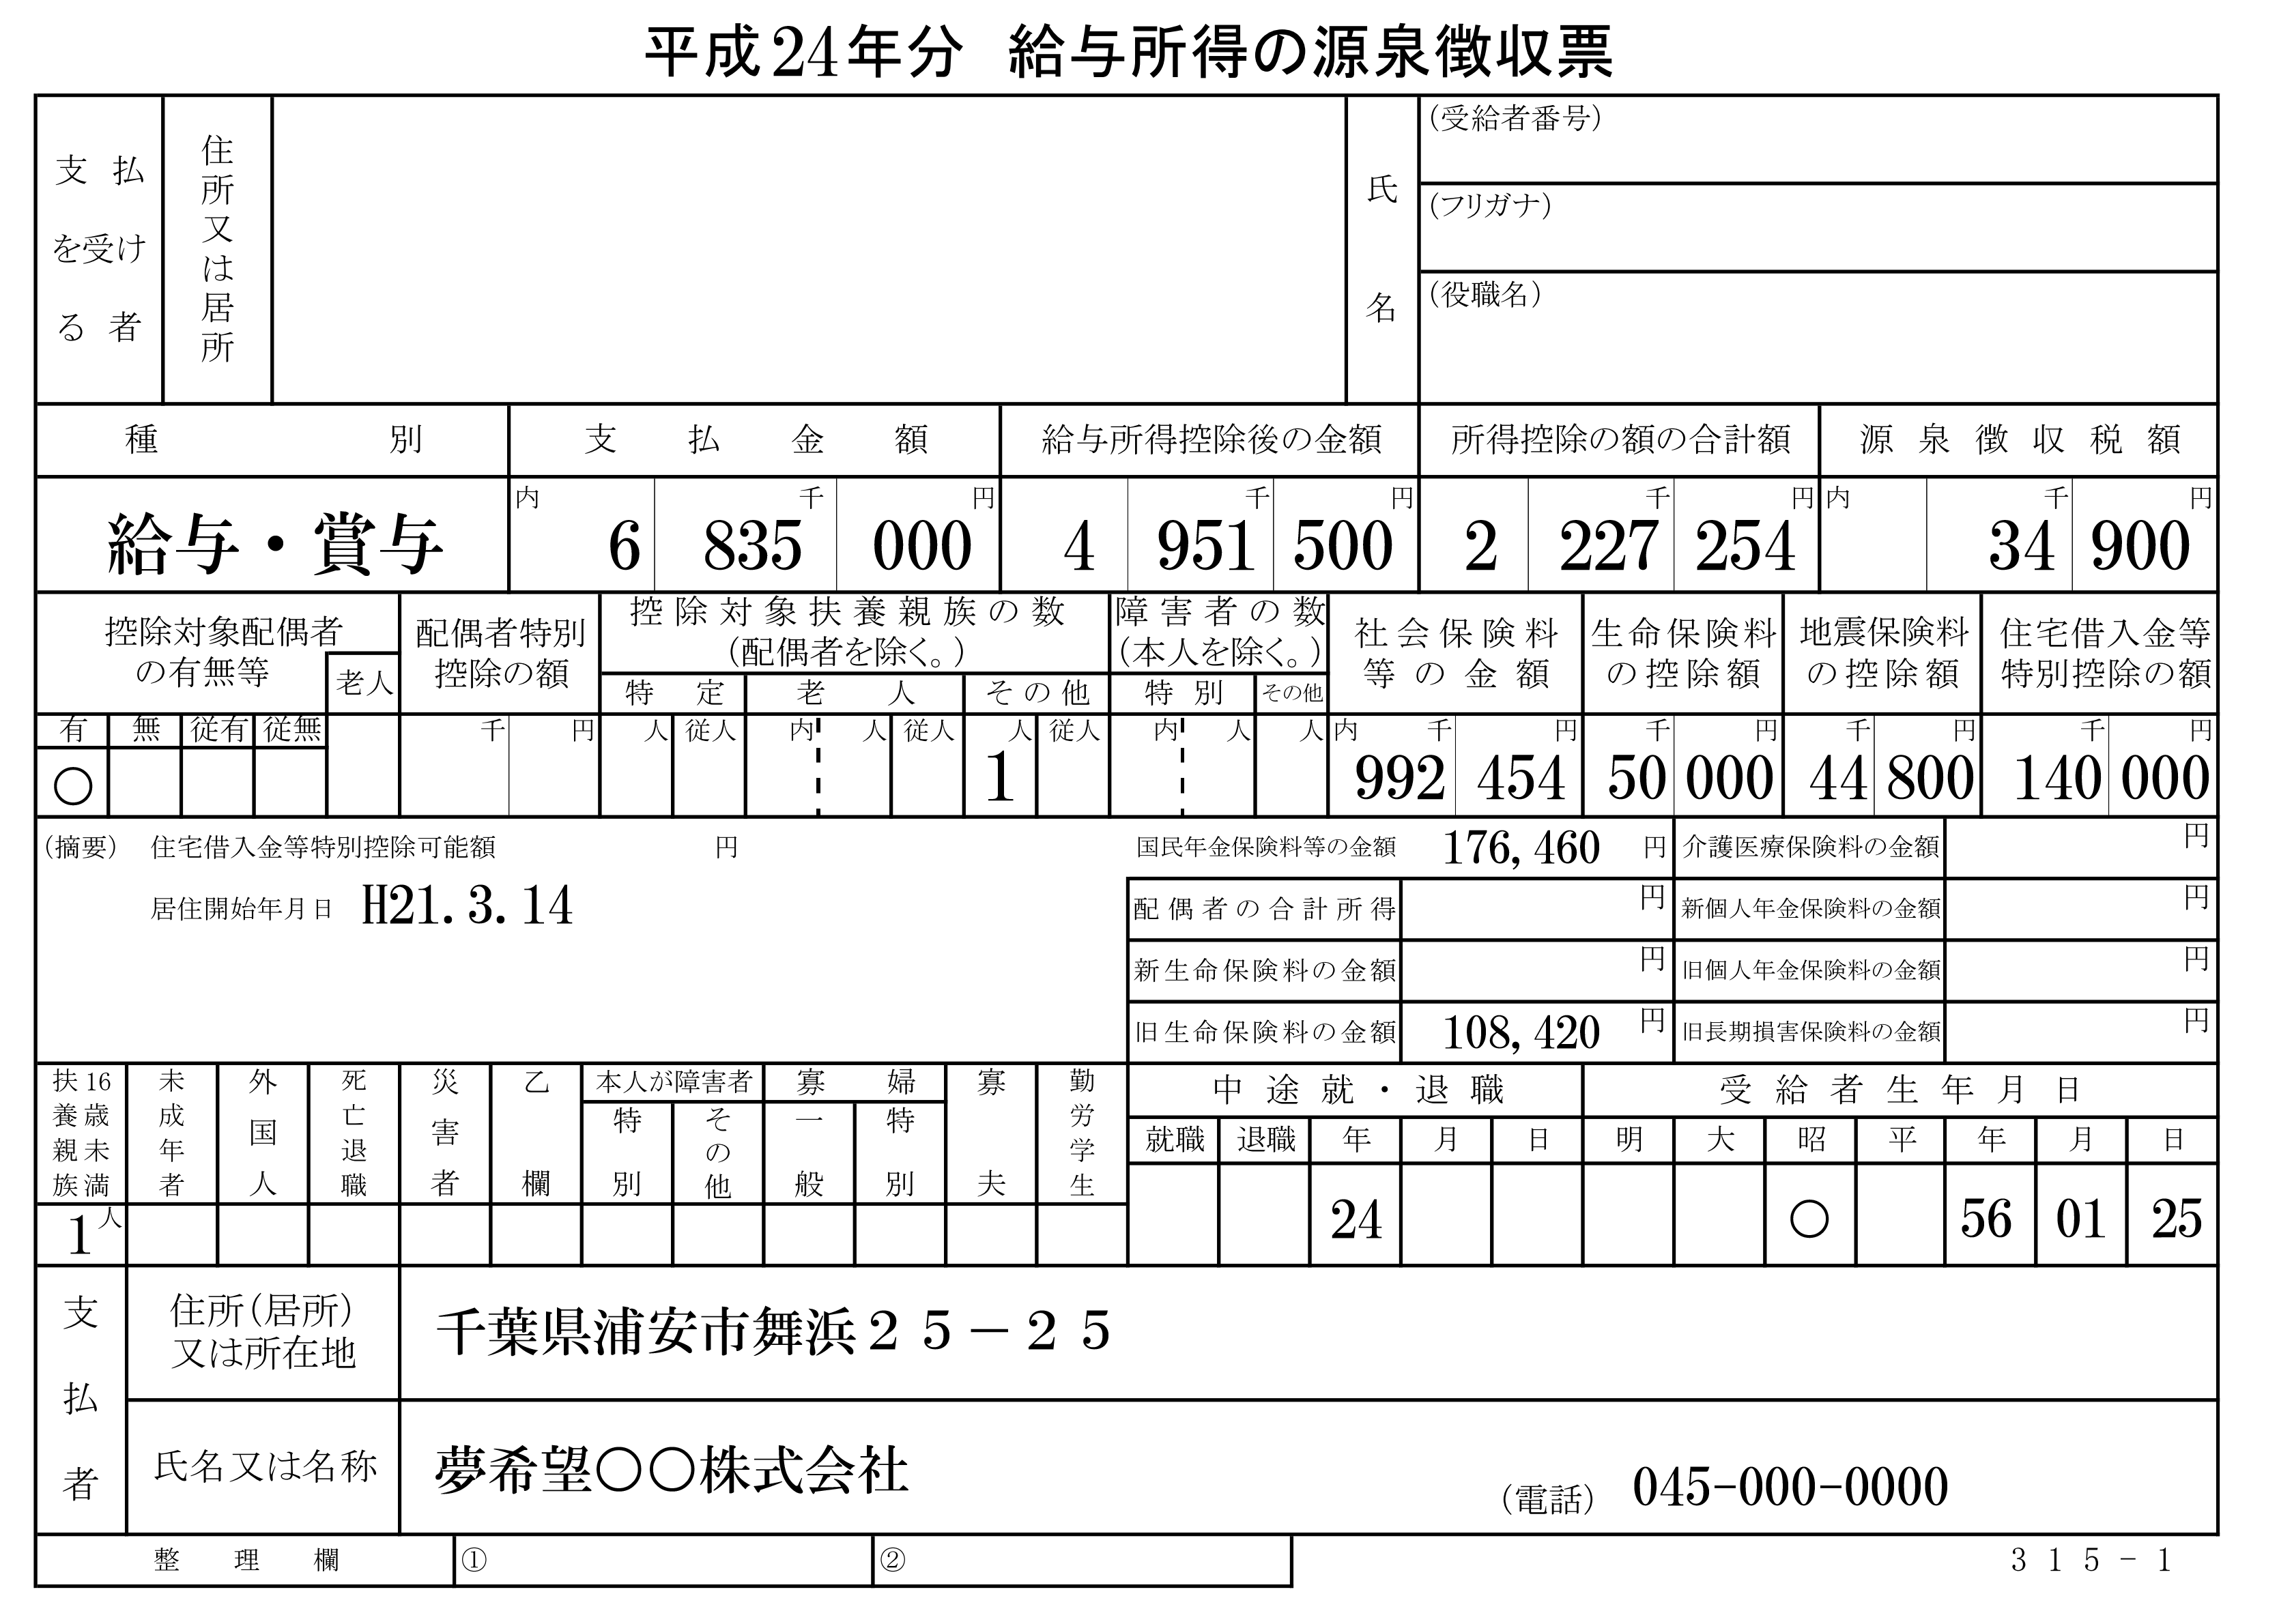 平成24年分 給与所得の源泉徴収票
支払を受ける者
住所又は居所
氏名
(受給者番号)
(フリガナ)
(役職名)
種別 支払金額 給与所得控除後の金額 所得控除の額の合計額 源泉徴収税額
給与・賞与 内 6 835千 000円 4 951千 500円 2 227千 254円 内 34千 900円
控除対象配偶者の有無等 老人
配偶者特別控除の額
控除対象扶養親族の数(配偶者を除く。)
障害者の数(本人を除く。)
社会保険料等の金額
生命保険料の控除額
地震保険料の控除額
住宅借入金等特別控除の額
特定 老人 その他 特別 その他
有 無 従有 従無 千 円 人 従人 内 人 従人 人 従人 内 人 人 内 千 円 千 円 千 円 千 円
○ 1 992 454 50 000 44 800 140 000
(摘要) 住宅借入金等特別控除可能額 円
居住開始年月日 H21.3.14
国民年金保険料等の金額 176,460 円 介護医療保険料の金額 円
配偶者の合計所得 円 新個人年金保険料の金額 円
新生命保険料の金額 円 旧個人年金保険料の金額 円
旧生命保険料の金額 108,420 円 旧長期損害保険料の金額 円
扶養親族16歳未満 未成年者 外国人 死亡退職 災害者 乙欄 本人が障害者 特別 その他 寡婦 一般 特別 寡夫 勤労学生
中途就・退職 受給者生年月日
就職 退職 年 月 日 明 大 昭 平 年 月 日
1人 24 ○ 56 01 25
支払者
住所(居所)又は所在地 千葉県浦安市舞浜25-25
氏名又は名称 夢希望○○株式会社 (電話) 045-000-0000
整理欄 ① ② 315-1